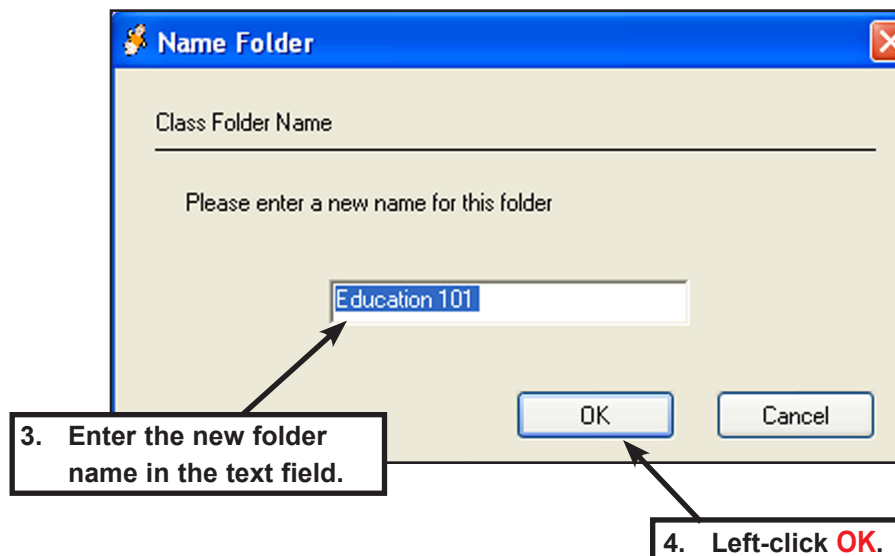 Name Folder
Class Folder Name
Please enter a new name for this folder
Education 101
OK Cancel
3. Enter the new folder
name in the text field.
4. Left-click OK.